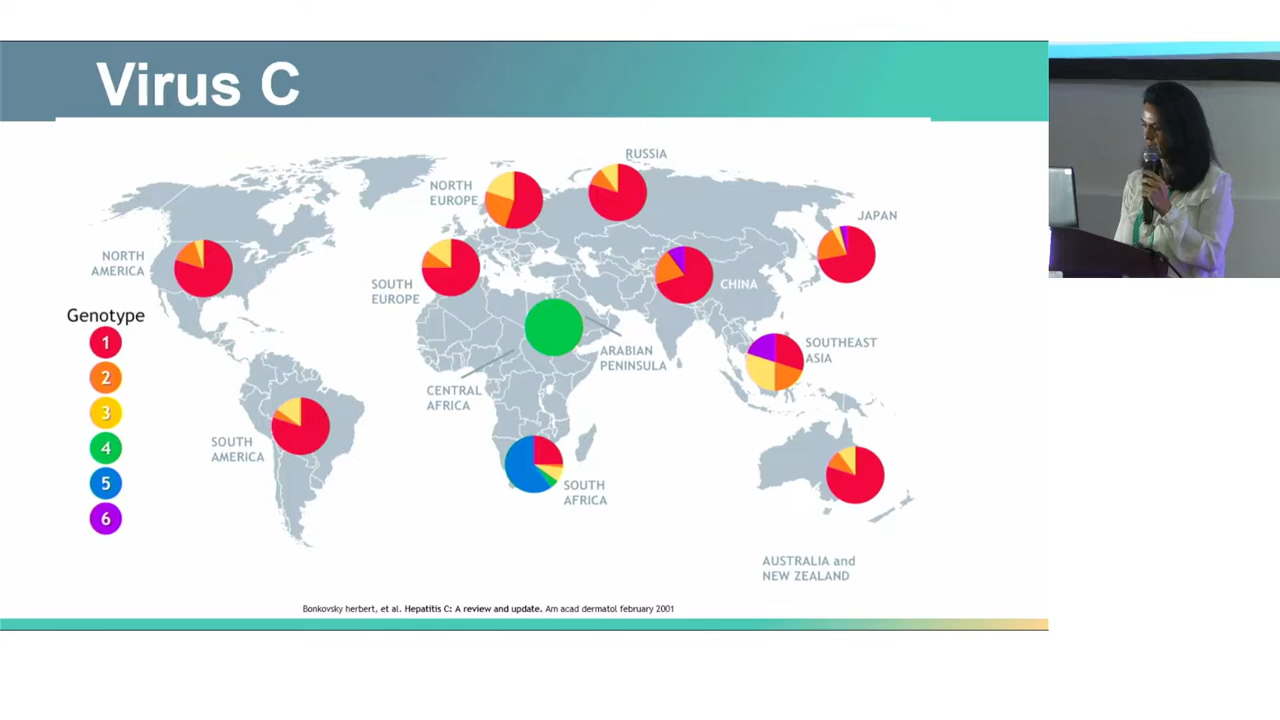 Virus C
RUSSIA
NORTH
EUROPE
JAPAN
NORTH
AMERICA
SOUTH
EUROPE
CHINA
Genotype
1
2
3
4
5
6
ARABIAN
PENINSULA
SOUTHEAST
ASIA
CENTRAL
AFRICA
SOUTH
AMERICA
SOUTH
AFRICA
AUSTRALIA and
NEW ZEALAND
Bonkovsky herbert, et al. Hepatitis C: A review and update. Am acad dermatol february 2001